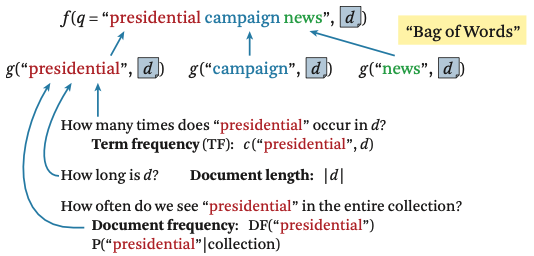 f(q = “presidential campaign news”, d)
“Bag of Words”
g(“presidential”, d) g(“campaign”, d) g(“news”, d)
How many times does “presidential” occur in d?
Term frequency (TF): c(“presidential”, d)
How long is d? Document length: |d|
How often do we see “presidential” in the entire collection?
Document frequency: DF(“presidential”)
P(“presidential”|collection)